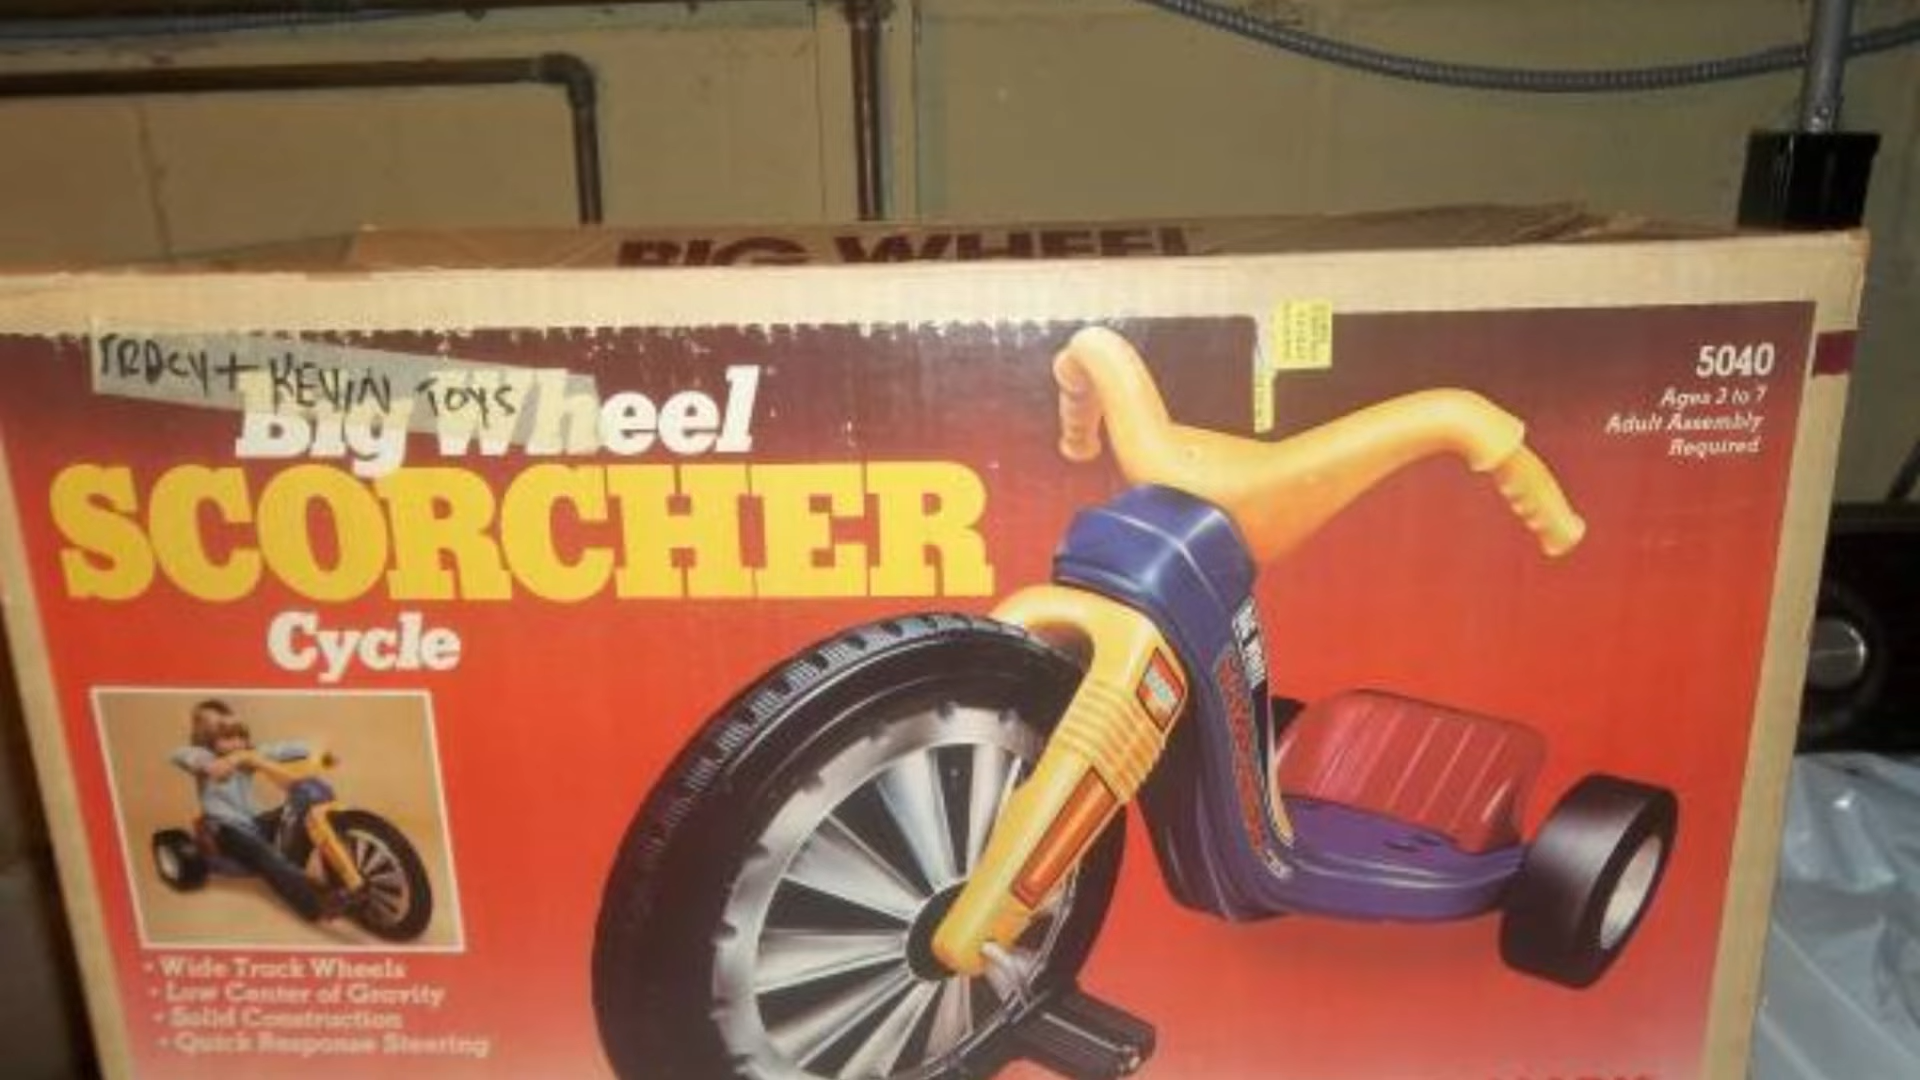 BIG WHEEL
TRACY + KEVIN TOYS
Big Wheel
SCORCHER
Cycle
5040
Ages 3 to 7
Adult Assembly
Required
• Wide Track Wheels
• Low Center of Gravity
• Solid Construction
• Quick Response Steering